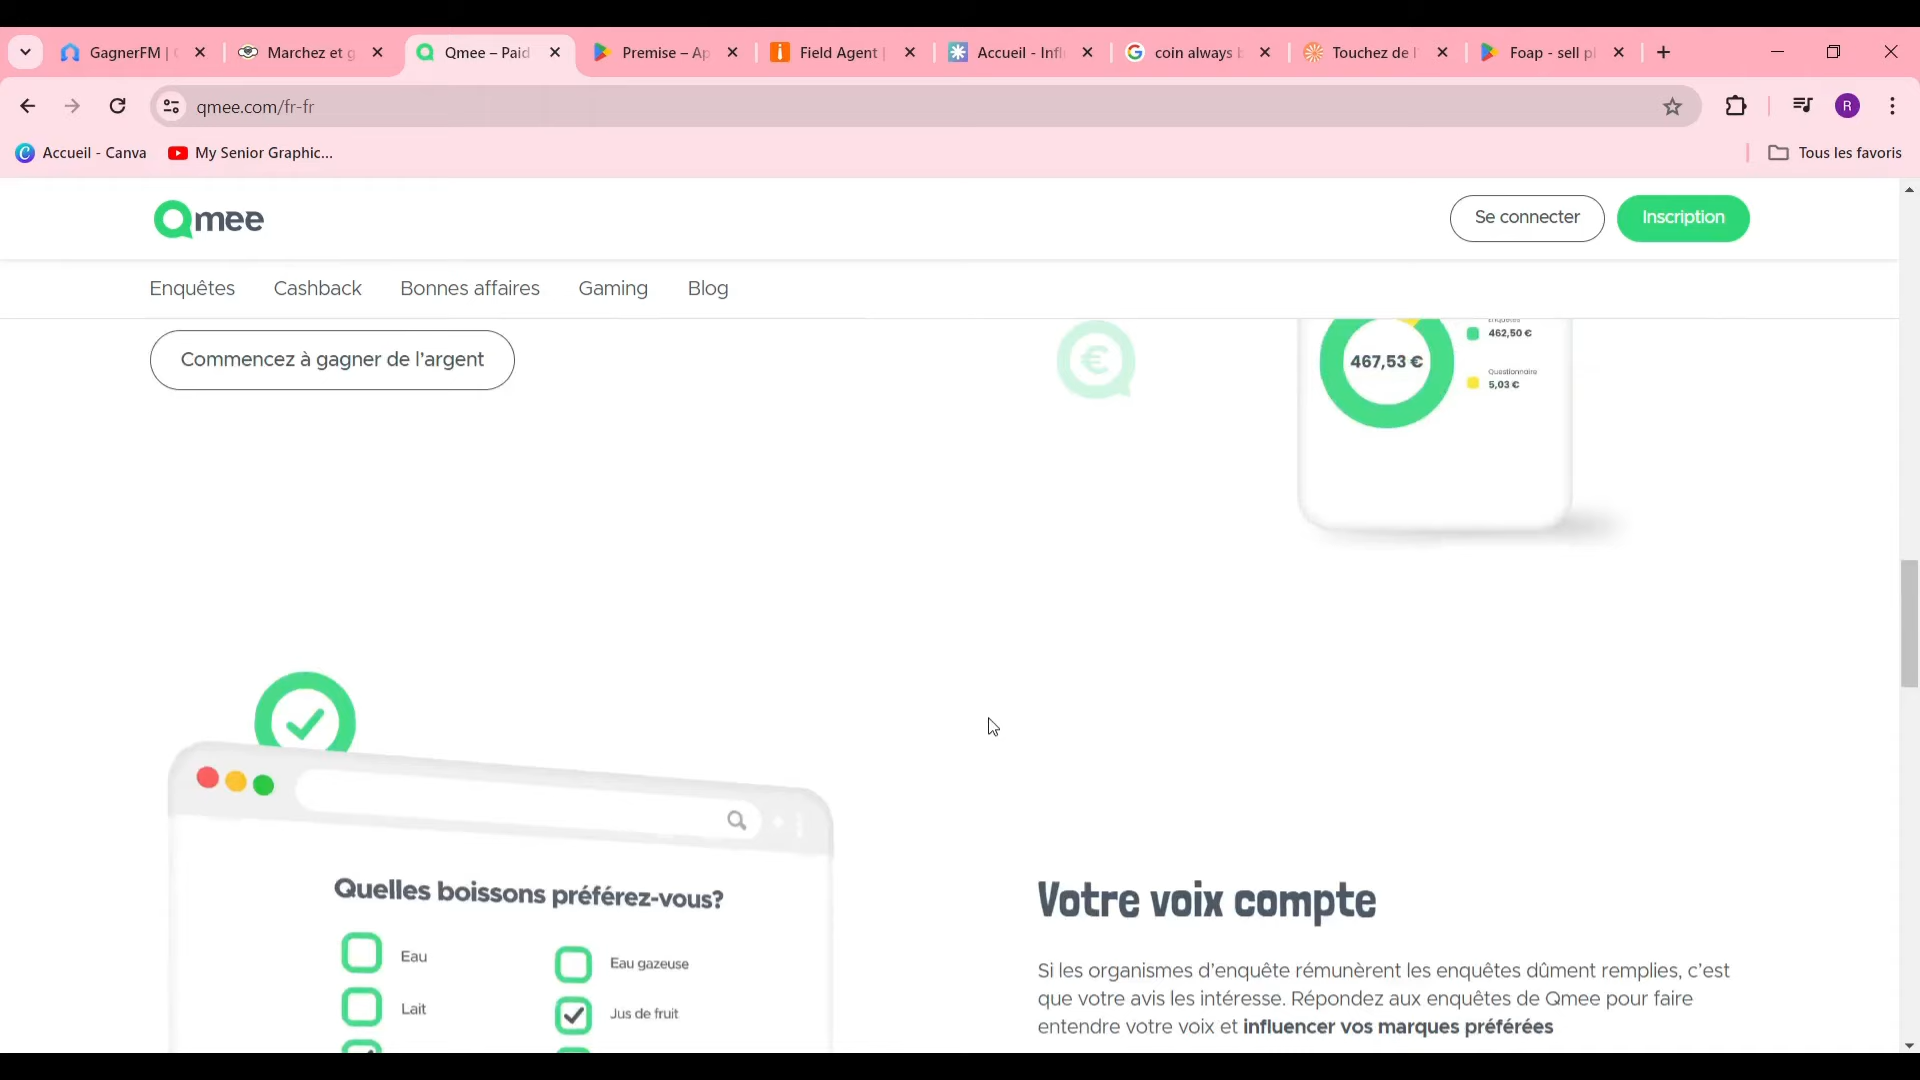 GagnerFM |
Marchez et g
Qmee – Paid
Premise – Ap
Field Agent |
Accueil - Infl
coin always b
Touchez de l'
Foap - sell pl
qmee.com/fr-fr
R
Accueil - Canva
My Senior Graphic...
Tous les favoris
Qmee
Se connecter
Inscription
Enquêtes
Cashback
Bonnes affaires
Gaming
Blog
Commencez à gagner de l'argent
€
467,53 €
Enquêtes
462,50 €
Questionnaire
5,03 €
Quelles boissons préférez-vous?
Eau
Eau gazeuse
Lait
Jus de fruit
Votre voix compte
Si les organismes d'enquête rémunèrent les enquêtes dûment remplies, c'est
que votre avis les intéresse. Répondez aux enquêtes de Qmee pour faire
entendre votre voix et influencer vos marques préférées